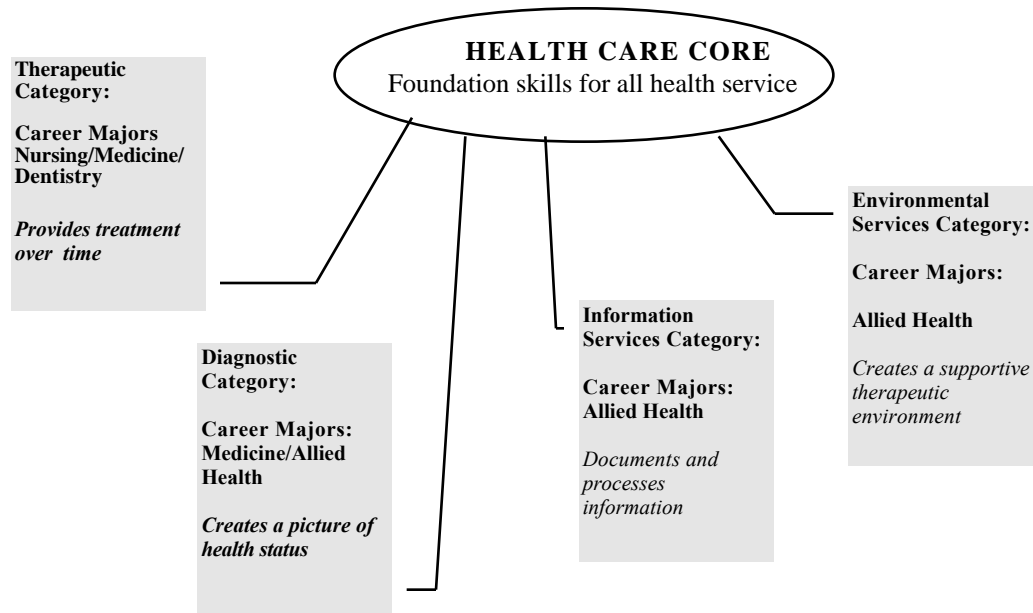 HEALTH CARE CORE
Foundation skills for all health service
Therapeutic
Category:
Career Majors
Nursing/Medicine/
Dentistry
Provides treatment
over time
Diagnostic
Category:
Career Majors:
Medicine/Allied
Health
Creates a picture of
health status
Information
Services Category:
Career Majors:
Allied Health
Documents and
processes
information
Environmental
Services Category:
Career Majors:
Allied Health
Creates a supportive
therapeutic
environment